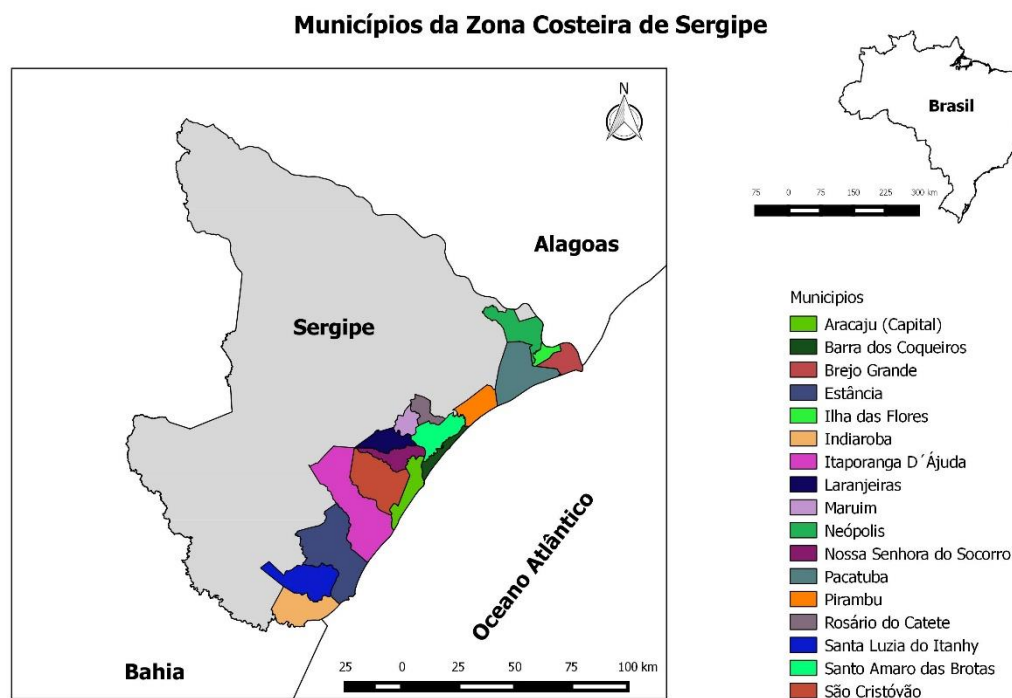 Municípios da Zona Costeira de Sergipe
N
Brasil
75 0 75 150 225 300 km
Alagoas
Sergipe
Oceano Atlântico
Bahia
25 0 25 50 75 100 km
Municipios
Aracaju (Capital)
Barra dos Coqueiros
Brejo Grande
Estância
Ilha das Flores
Indiaroba
Itaporanga D´Ájuda
Laranjeiras
Maruim
Neópolis
Nossa Senhora do Socorro
Pacatuba
Pirambu
Rosário do Catete
Santa Luzia do Itanhy
Santo Amaro das Brotas
São Cristóvão